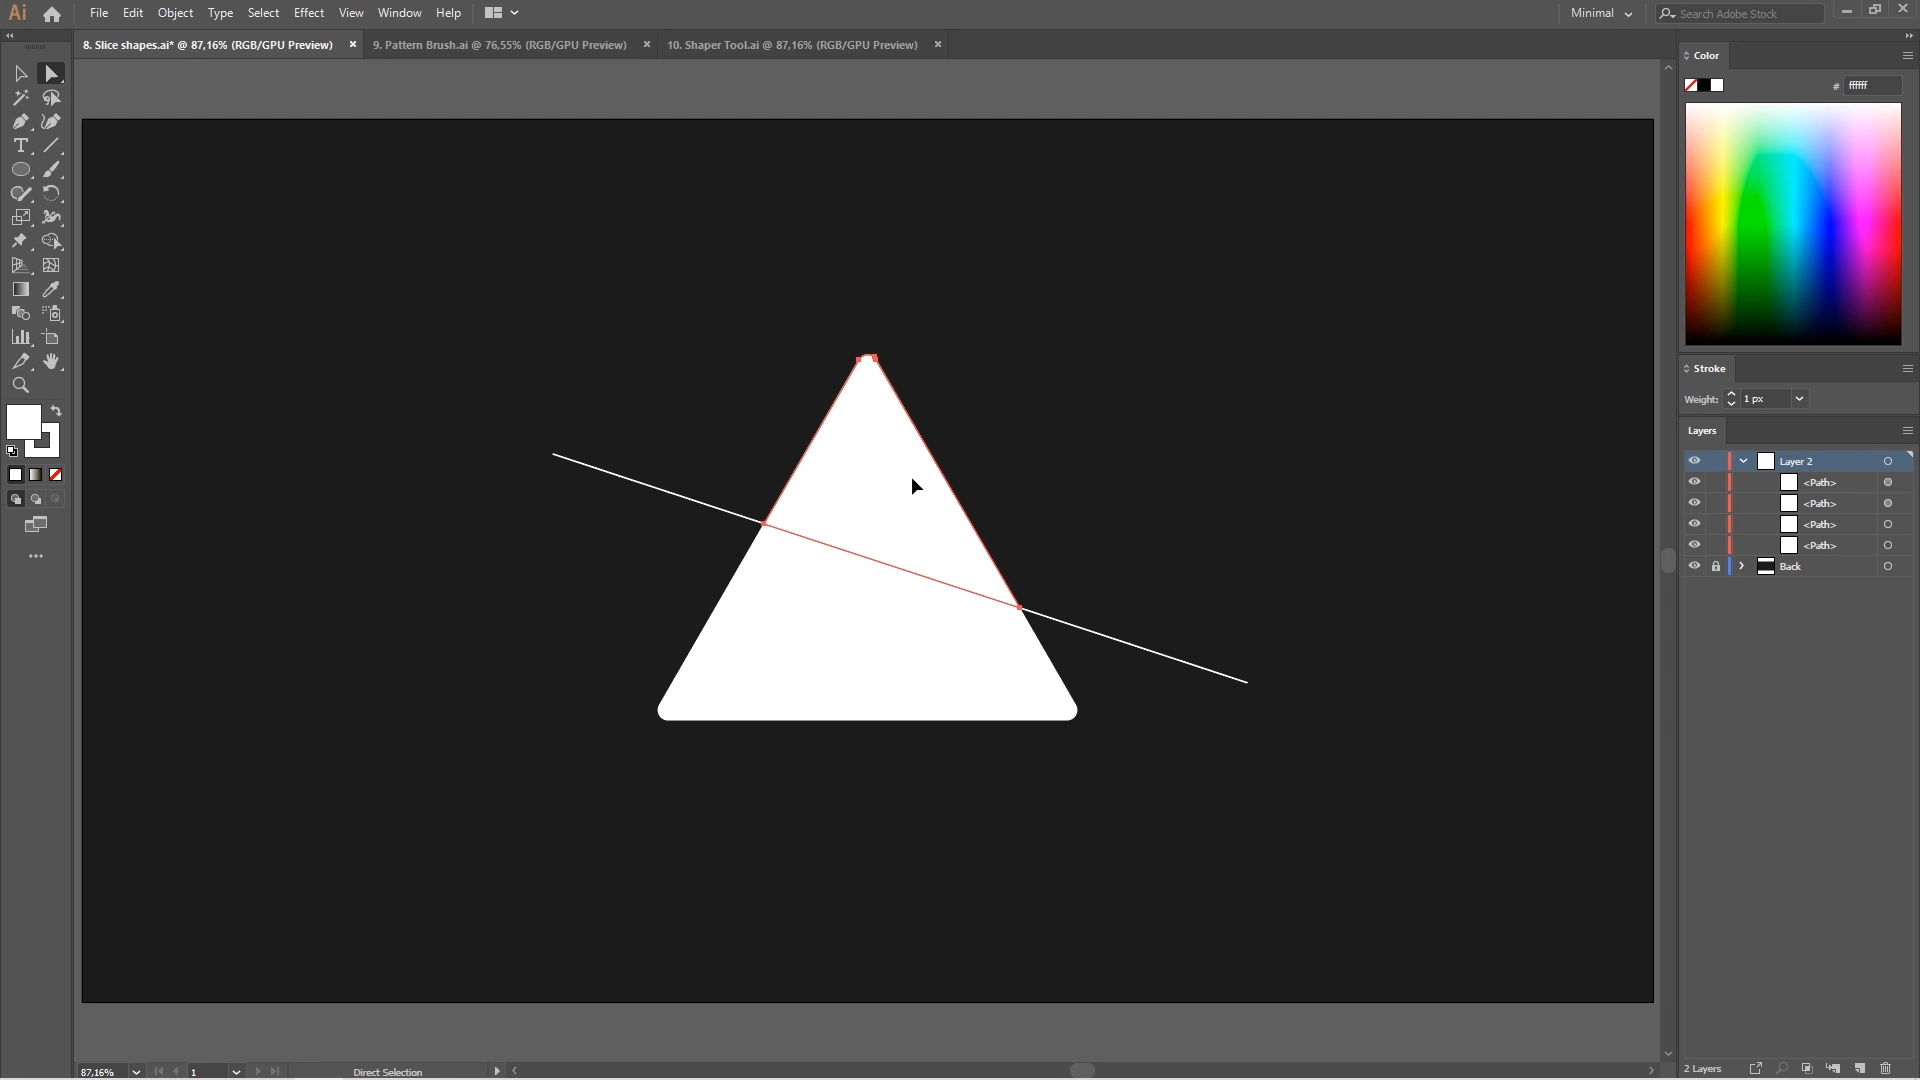 Ai File Edit Object Type Select Effect View Window Help Minimal Search Adobe Stock
8. Slice shapes.ai* @ 87,16% (RGB/GPU Preview) 9. Pattern Brush.ai @ 76,55% (RGB/GPU Preview) 10. Shaper Tool.ai @ 87,16% (RGB/GPU Preview)
Color
# ffffff
Stroke
Weight: 1 px
Layers
Layer 2
<Path>
<Path>
<Path>
<Path>
Back
87,16% 1 Direct Selection 2 Layers